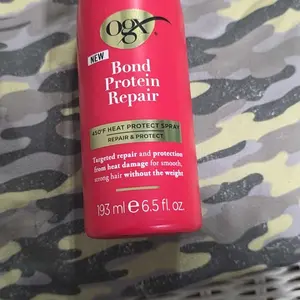 ogx
NEW
Bond
Protein
Repair
450°F HEAT PROTECT SPRAY
REPAIR & PROTECT
Targeted repair and protection
from heat damage for smooth,
strong hair without the weight.
193 ml e 6.5 fl. oz.